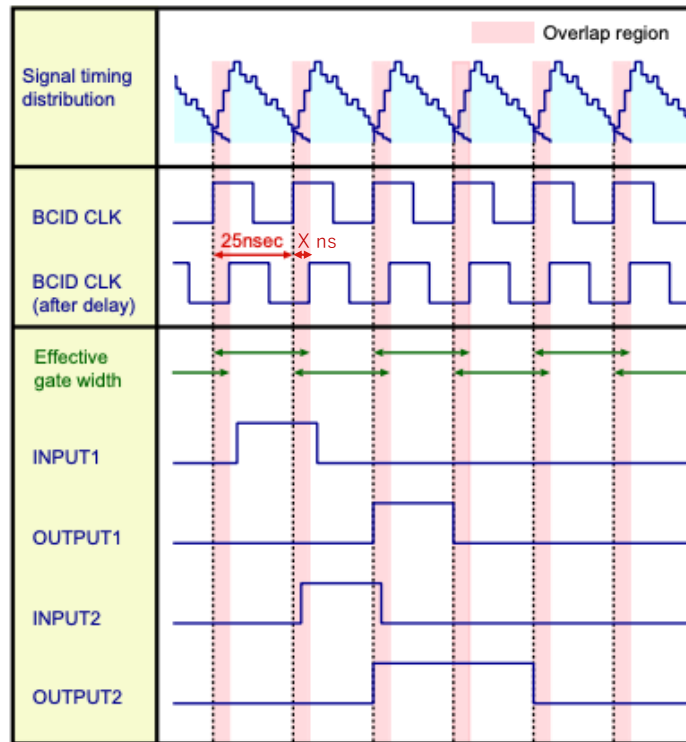 Overlap region
Signal timing
distribution
BCID CLK
25nsec X ns
BCID CLK
(after delay)
Effective
gate width
INPUT1
OUTPUT1
INPUT2
OUTPUT2